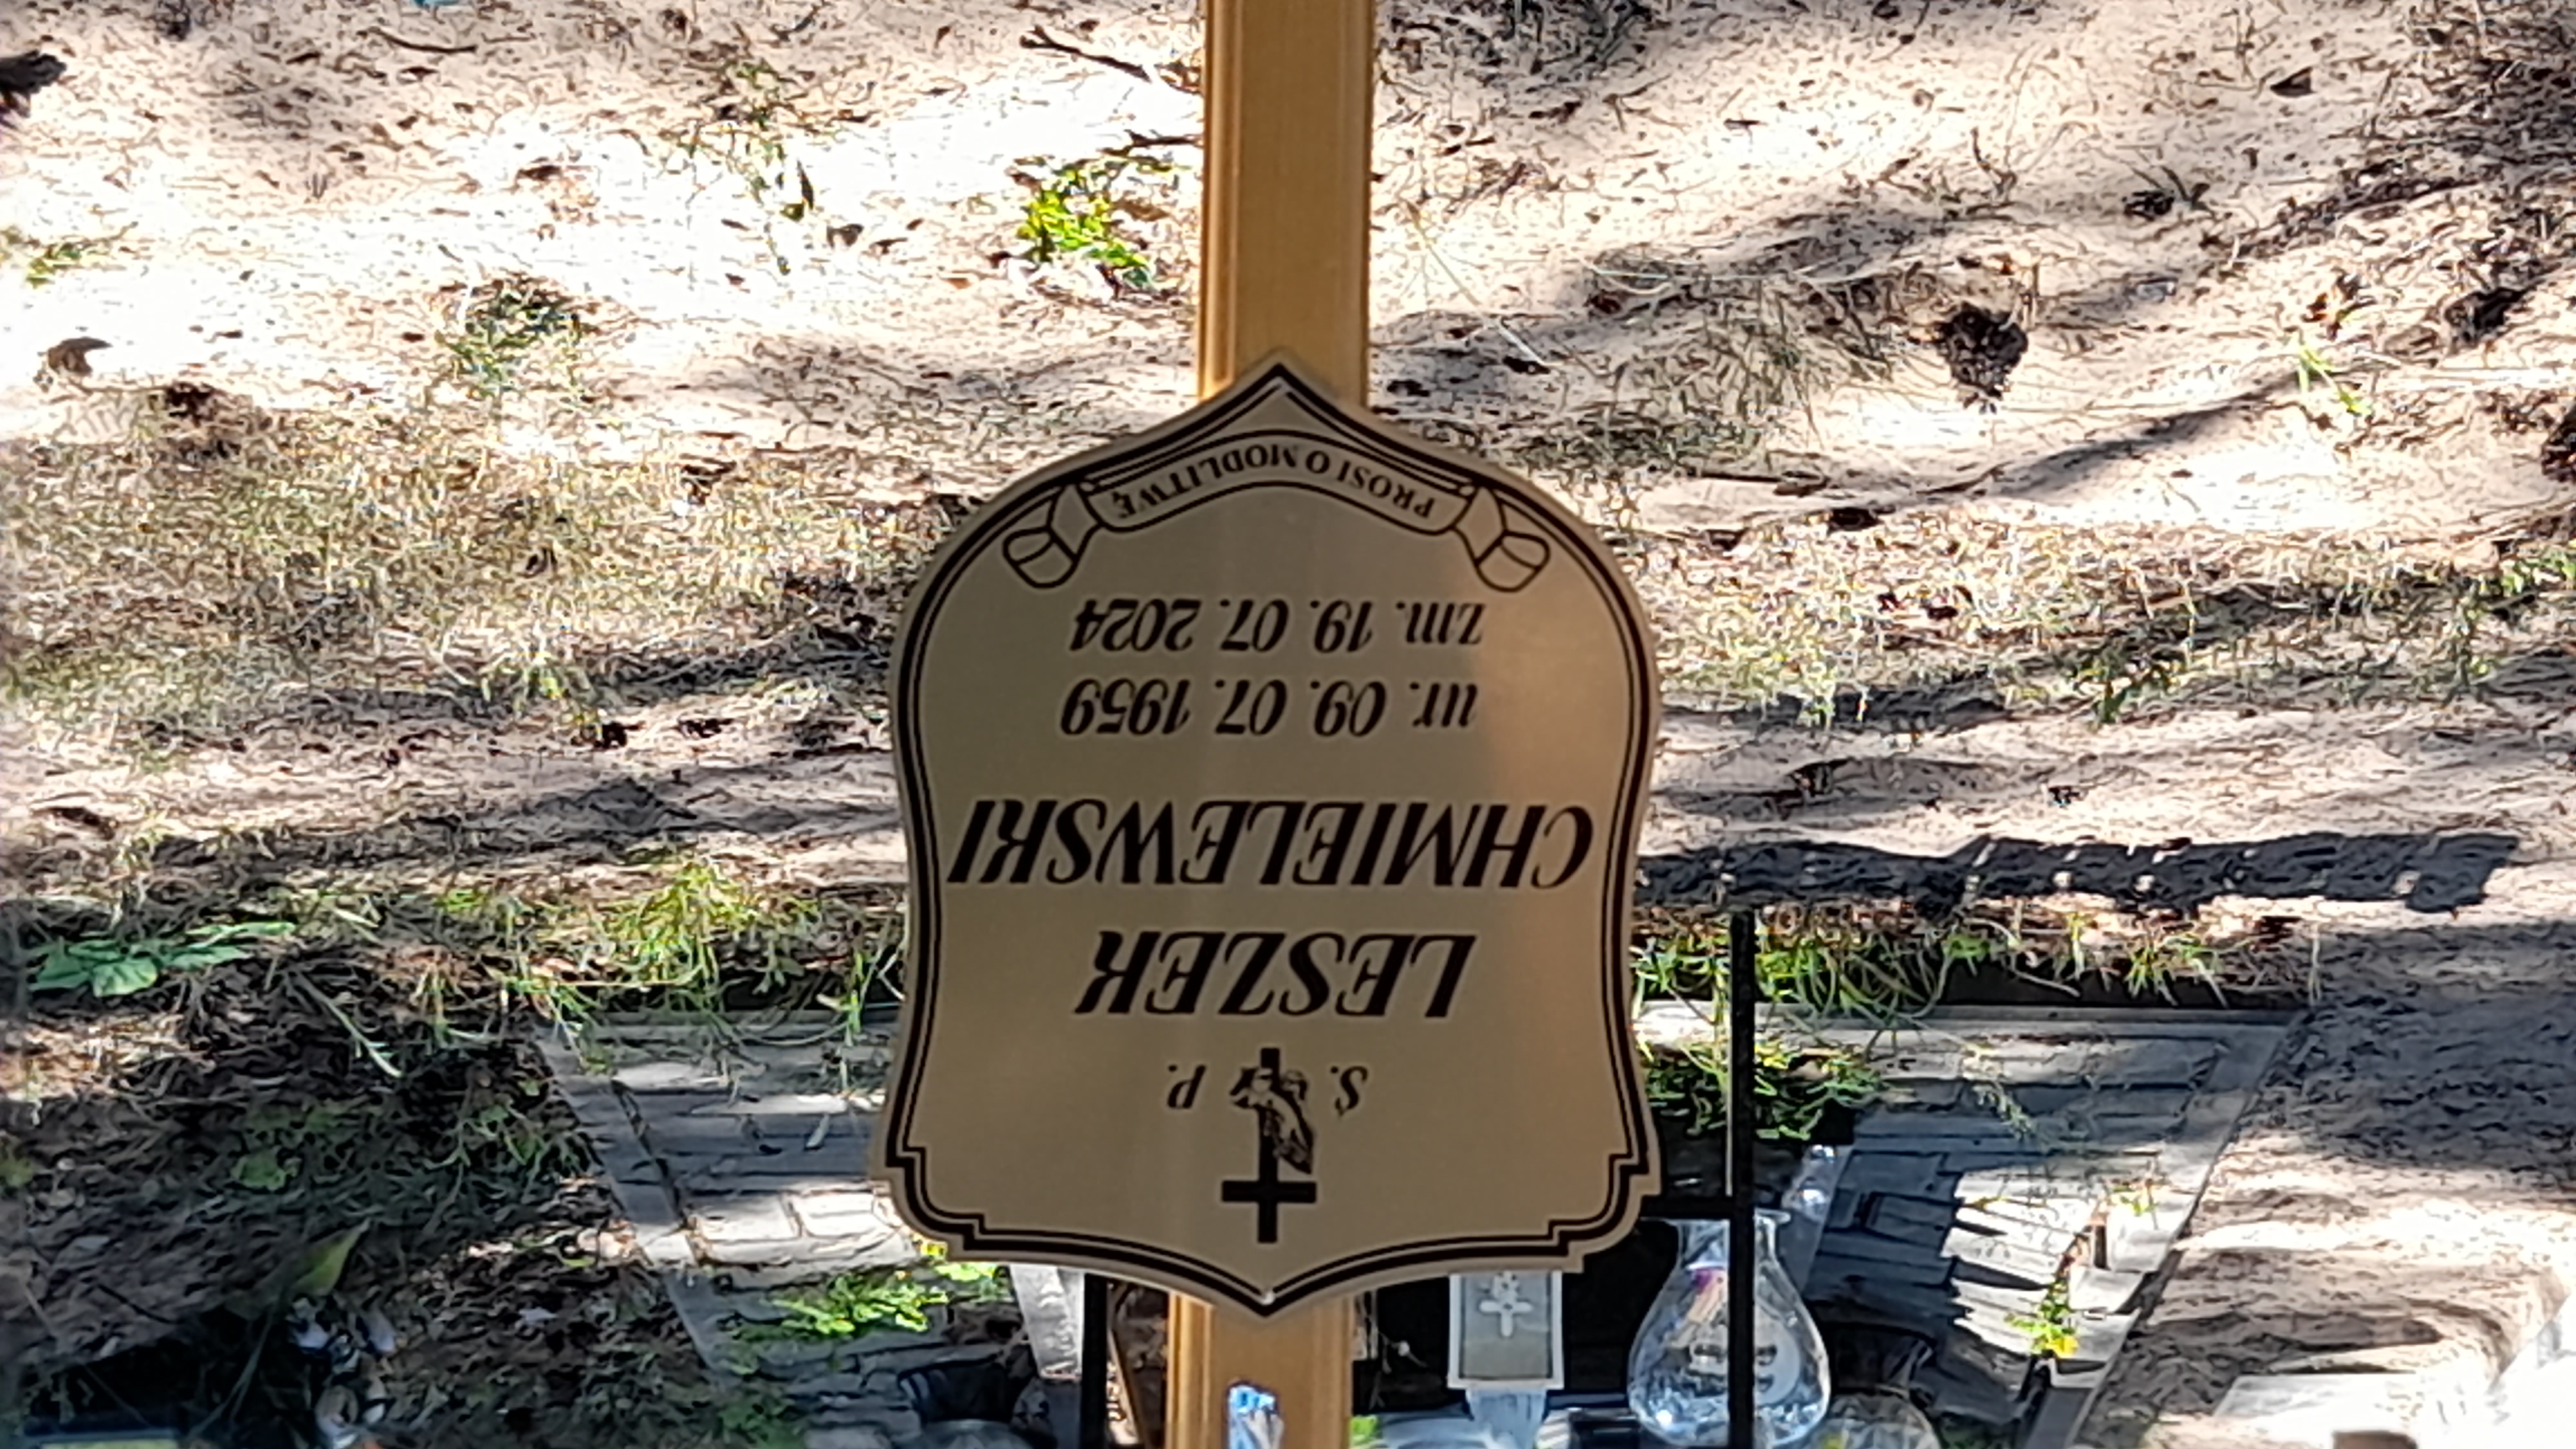 Ś. P.
LESZEK
CHMIELEWSKI
ur. 09. 07. 1959
zm. 19. 07. 2024
PROSI O MODLITWĘ